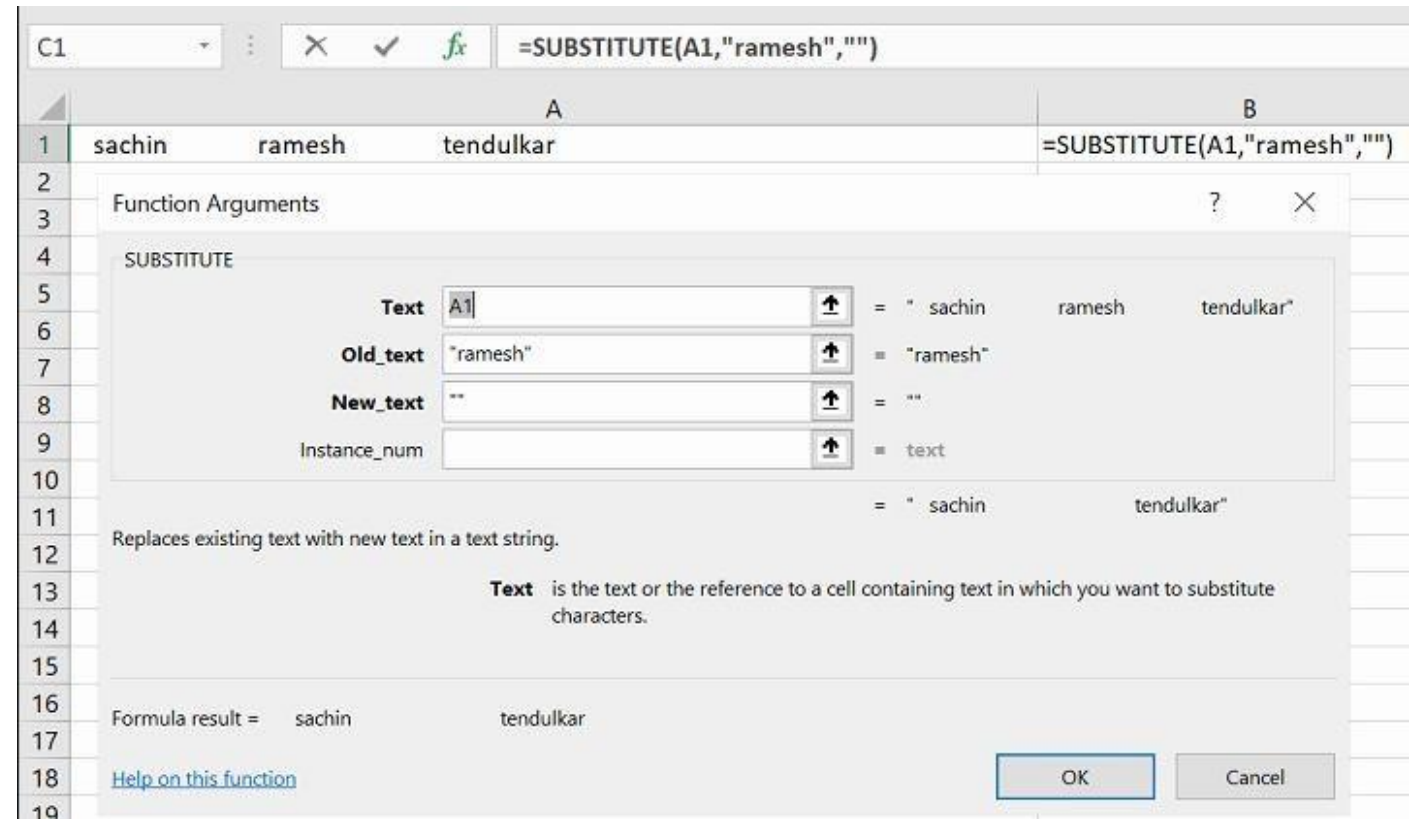 C1 fx =SUBSTITUTE(A1,"ramesh","")
A B
1 sachin ramesh tendulkar =SUBSTITUTE(A1,"ramesh","")
2
3 Function Arguments ?
4 SUBSTITUTE
5 Text A1 = " sachin ramesh tendulkar"
6
7 Old_text "ramesh" = "ramesh"
8 New_text "" = ""
9 Instance_num = text
10
11 = " sachin tendulkar"
12 Replaces existing text with new text in a text string.
13 Text is the text or the reference to a cell containing text in which you want to substitute
14 characters.
15
16 Formula result = sachin tendulkar
17
18 Help on this function OK Cancel
19